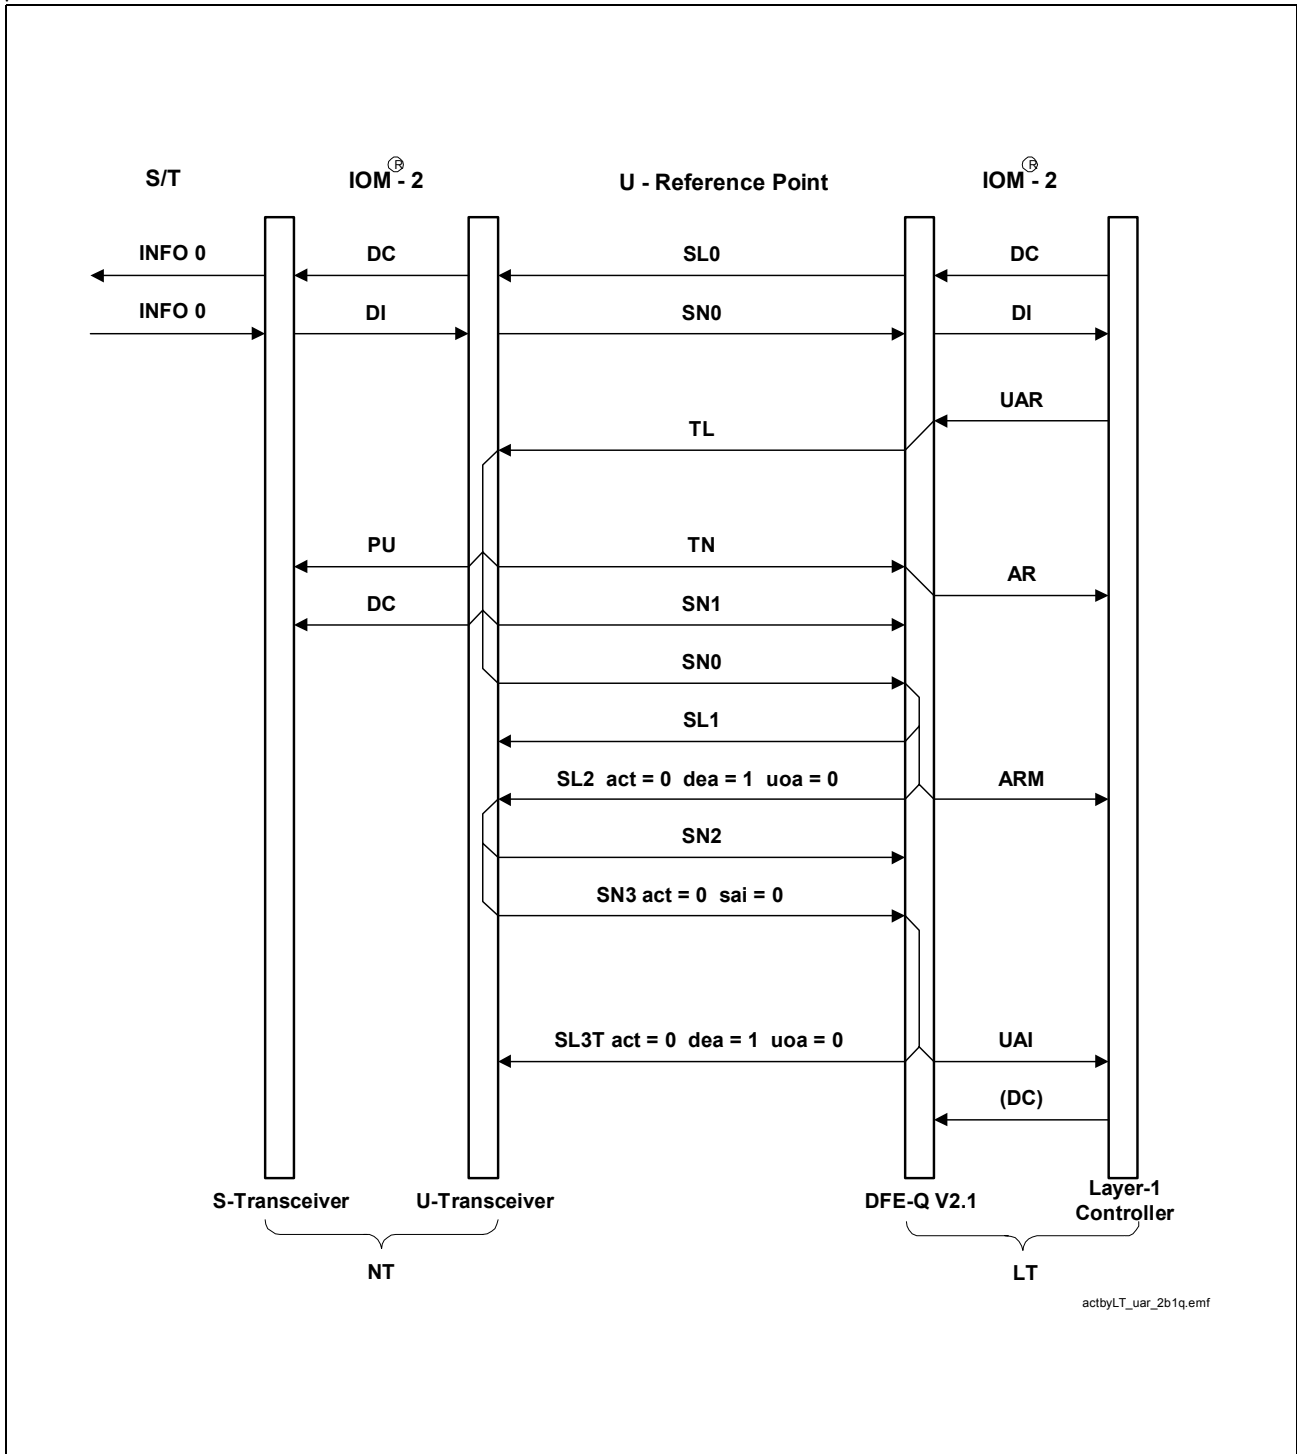 S/T IOM®- 2 U - Reference Point IOM®- 2
INFO 0 DC SL0 DC
INFO 0 DI SN0 DI
UAR
TL
PU TN
AR
DC SN1
SN0
SL1
SL2 act = 0 dea = 1 uoa = 0 ARM
SN2
SN3 act = 0 sai = 0
SL3T act = 0 dea = 1 uoa = 0 UAI
(DC)
S-Transceiver U-Transceiver DFE-Q V2.1 Layer-1
Controller
NT LT
actbyLT_uar_2b1q.emf